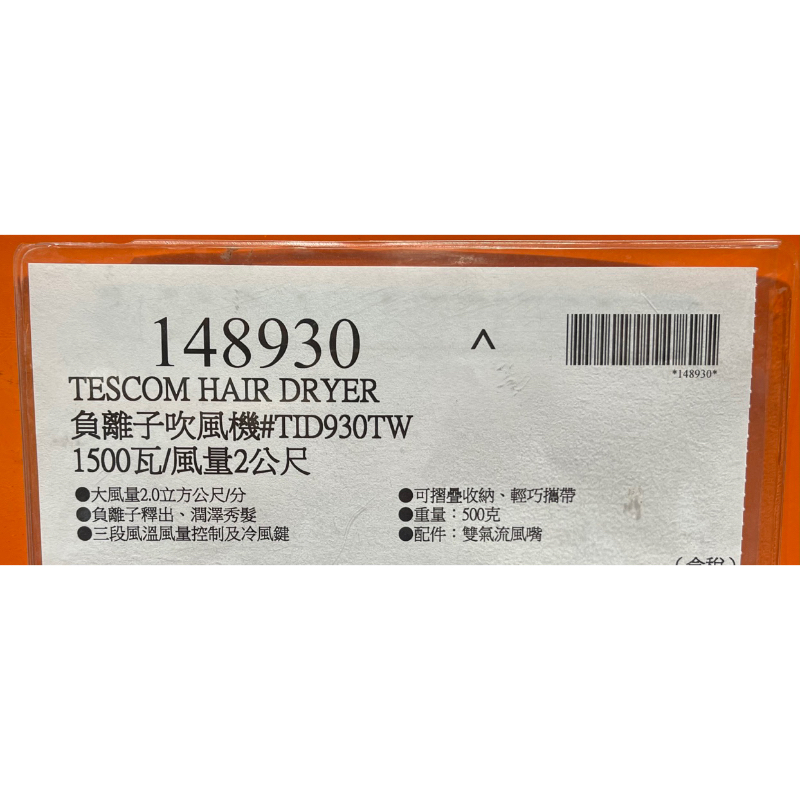 148930
^
*148930*
TESCOM HAIR DRYER
負離子吹風機#TID930TW
1500瓦/風量2公尺
●大風量2.0立方公尺/分
●負離子釋出、潤澤秀髮
●三段風溫風量控制及冷風鍵
●可摺疊收納、輕巧攜帶
●重量：500克
●配件：雙氣流風嘴